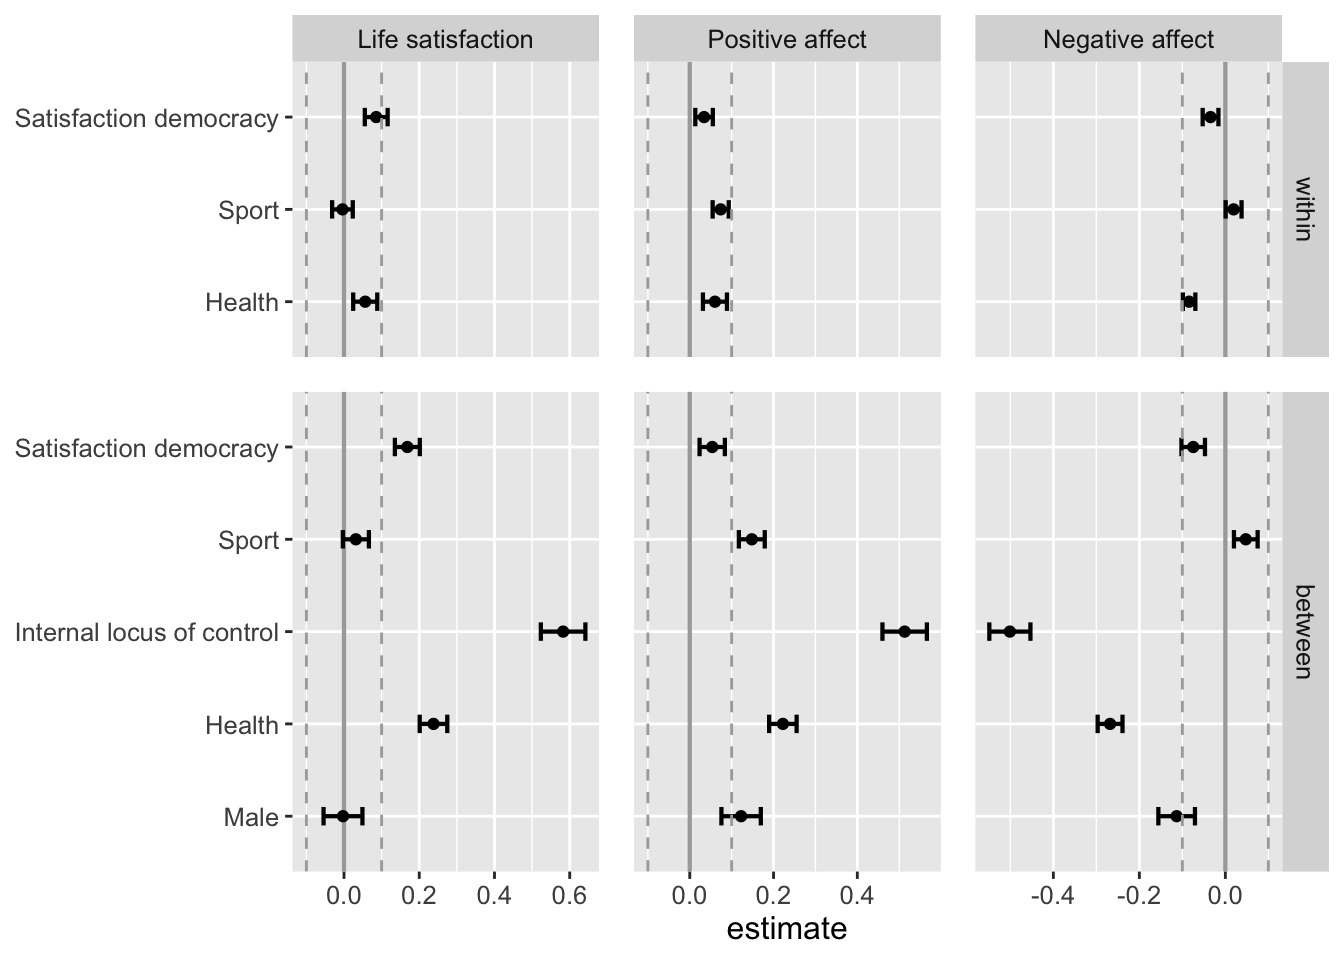 Life satisfaction
Positive affect
Negative affect
Satisfaction democracy
Sport
Health
within
Satisfaction democracy
Sport
Internal locus of control
Health
Male
between
0.0 0.2 0.4 0.6
0.0 0.2 0.4
-0.4 -0.2 0.0
estimate